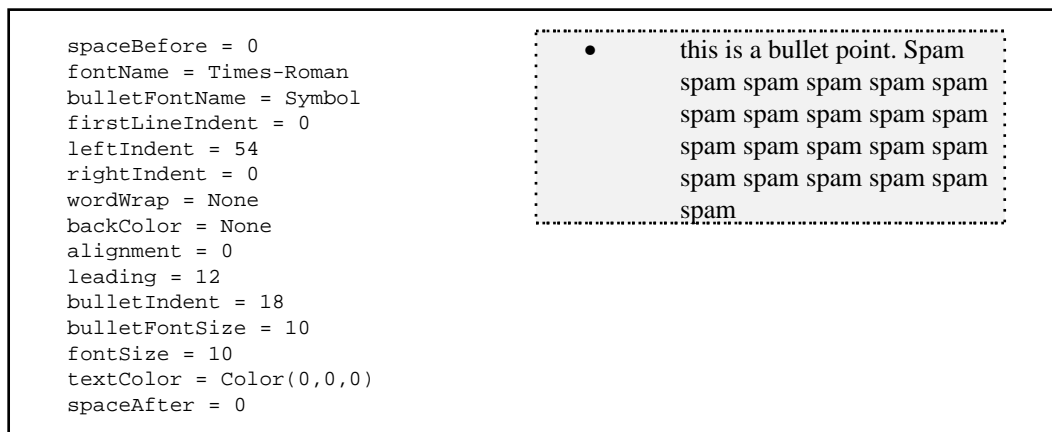 spaceBefore = 0
fontName = Times-Roman
bulletFontName = Symbol
firstLineIndent = 0
leftIndent = 54
rightIndent = 0
wordWrap = None
backColor = None
alignment = 0
leading = 12
bulletIndent = 18
bulletFontSize = 10
fontSize = 10
textColor = Color(0,0,0)
spaceAfter = 0
• this is a bullet point. Spam
spam spam spam spam spam
spam spam spam spam spam
spam spam spam spam spam
spam spam spam spam spam
spam